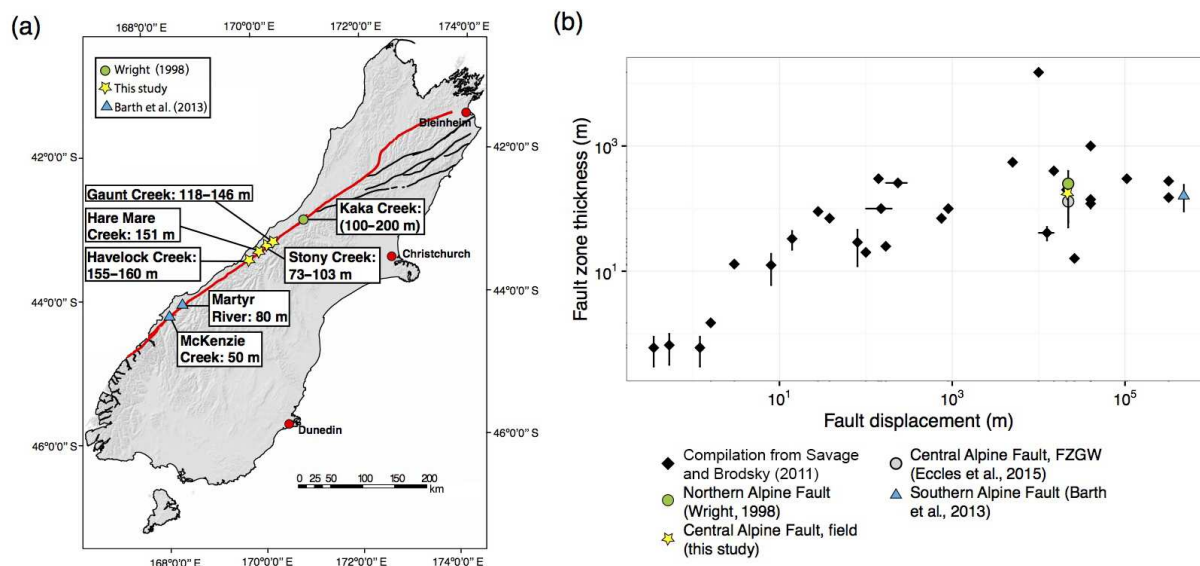 (a)
168°0'0" E
170°0'0" E
172°0'0" E
174°0'0" E
Wright (1998)
This study
Barth et al. (2013)
Bleinheim
42°0'0" S
42°0'0" S
Gaunt Creek: 118–146 m
Hare Mare
Creek: 151 m
Havelock Creek:
155–160 m
Kaka Creek:
(100–200 m)
Stony Creek:
73–103 m
Christchurch
44°0'0" S
44°0'0" S
Martyr
River: 80 m
McKenzie
Creek: 50 m
Dunedin
46°0'0" S
46°0'0" S
0 25 50 100 150 200
km
168°0'0" E
170°0'0" E
172°0'0" E
174°0'0" E
(b)
Fault zone thickness (m)
10³
10¹
10¹
10³
10⁵
Fault displacement (m)
Compilation from Savage
and Brodsky (2011)
Northern Alpine Fault
(Wright, 1998)
Central Alpine Fault, field
(this study)
Central Alpine Fault, FZGW
(Eccles et al., 2015)
Southern Alpine Fault (Barth
et al., 2013)